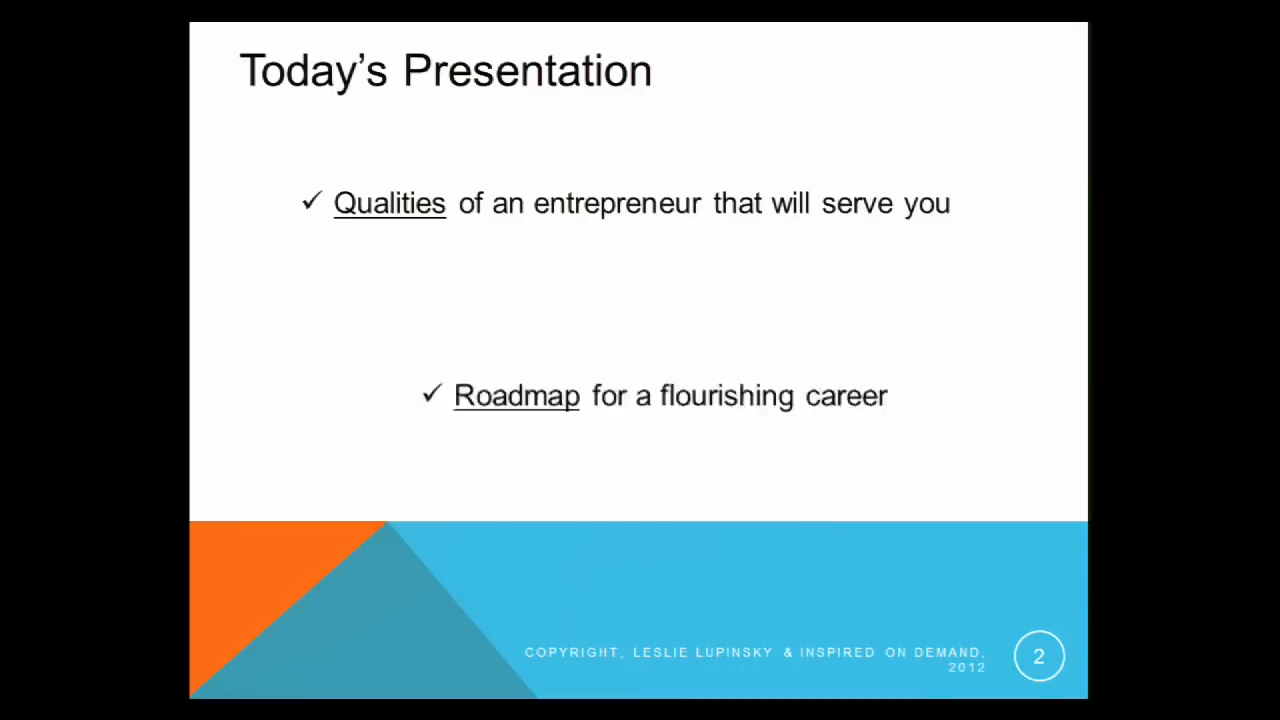 Today’s Presentation
✓ Qualities of an entrepreneur that will serve you
✓ Roadmap for a flourishing career
COPYRIGHT, LESLIE LUPINSKY & INSPIRED ON DEMAND,
2012
2